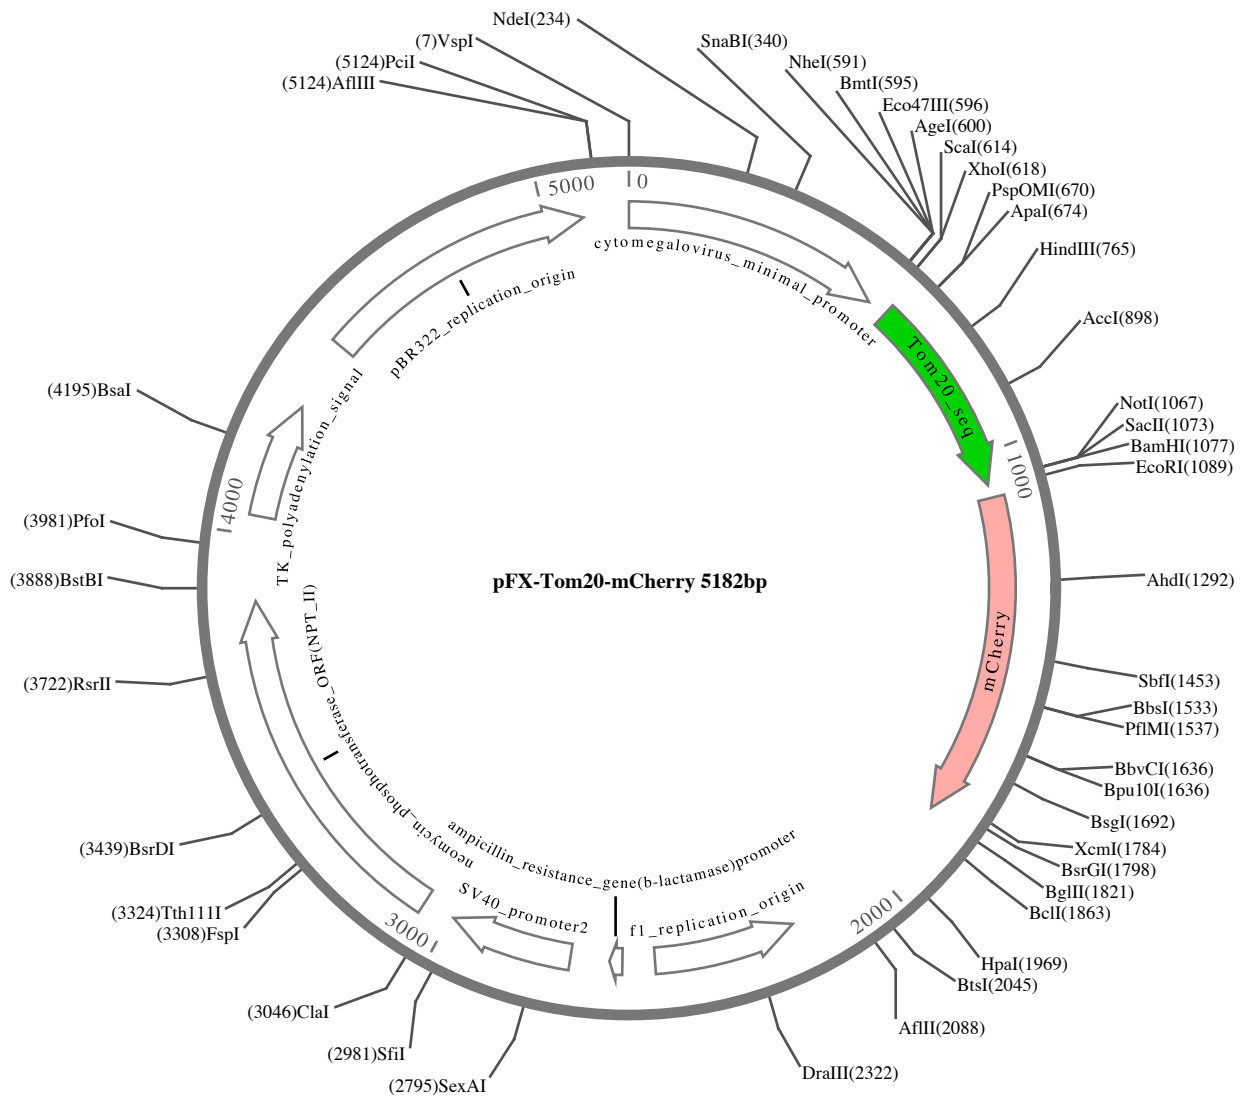 NdeI(234)
(7)VspI
(5124)PciI
(5124)AflIII
SnaBI(340)
NheI(591)
BmtI(595)
Eco47III(596)
AgeI(600)
ScaI(614)
XhoI(618)
PspOMI(670)
ApaI(674)
HindIII(765)
AccI(898)
NotI(1067)
SacII(1073)
BamHI(1077)
EcoRI(1089)
AhdI(1292)
SbfI(1453)
BbsI(1533)
PflMI(1537)
BbvCI(1636)
Bpu10I(1636)
BsgI(1692)
XcmI(1784)
BsrGI(1798)
BglII(1821)
BclI(1863)
HpaI(1969)
BtsI(2045)
AflII(2088)
DraIII(2322)
(2795)SexAI
(2981)SfiI
(3046)ClaI
(3308)FspI
(3324)Tth111I
(3439)BsrDI
(3722)RsrII
(3888)BstBI
(3981)PfoI
(4195)BsaI
0
1000
2000
3000
4000
5000
cytomegalovirus_minimal_promoter
Tom20_seq
mCherry
f1_replication_origin
ampicillin_resistance_gene(b-lactamase)promoter
SV40_promoter2
neomycin_phosphotransferase_ORF(NPT_II)
TK_polyadenylation_signal
pBR322_replication_origin
pFX-Tom20-mCherry 5182bp